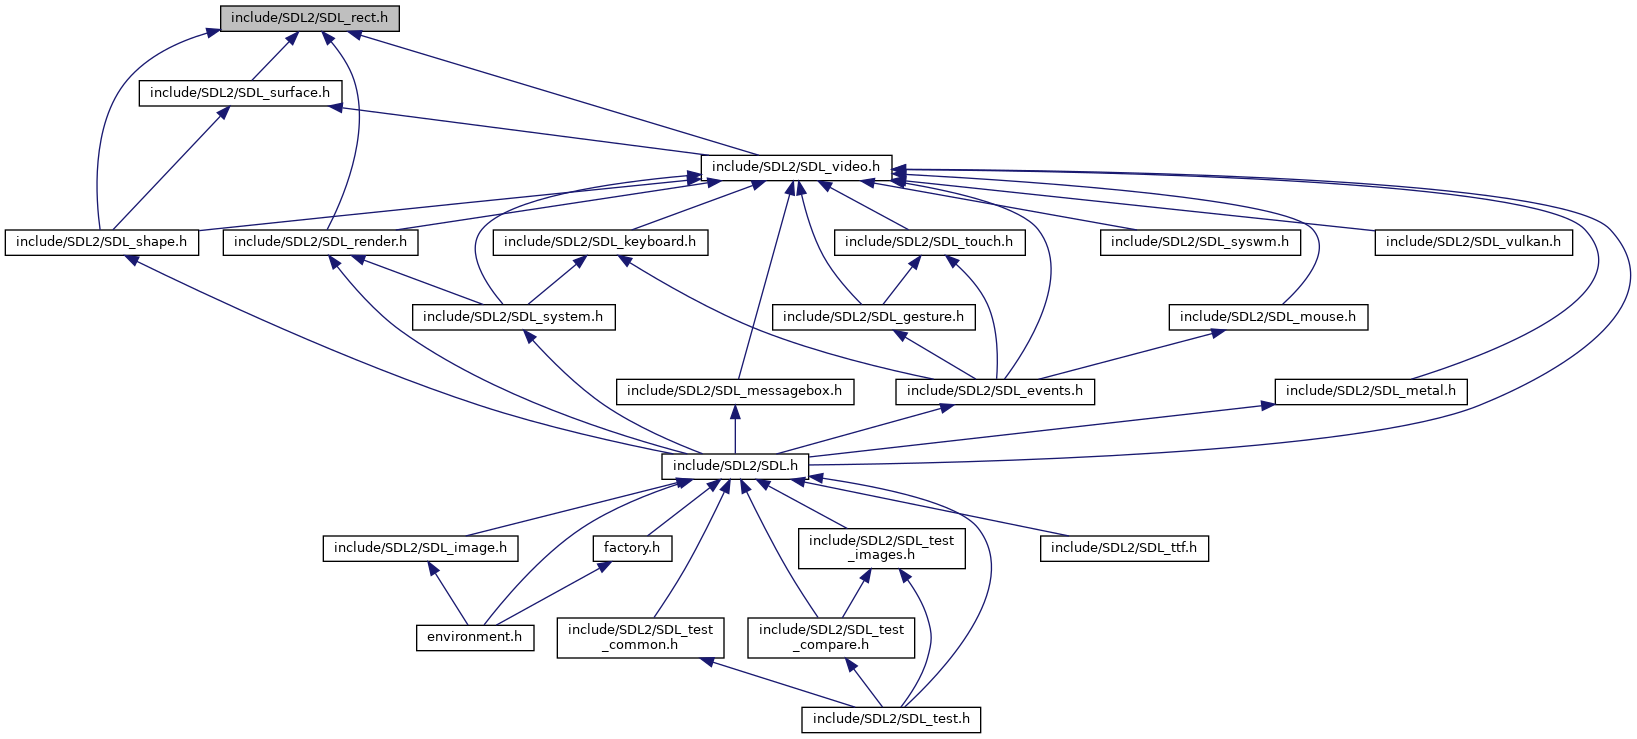 include/SDL2/SDL_rect.h
include/SDL2/SDL_surface.h
include/SDL2/SDL_video.h
include/SDL2/SDL_shape.h
include/SDL2/SDL_render.h
include/SDL2/SDL_keyboard.h
include/SDL2/SDL_touch.h
include/SDL2/SDL_syswm.h
include/SDL2/SDL_vulkan.h
include/SDL2/SDL_system.h
include/SDL2/SDL_gesture.h
include/SDL2/SDL_mouse.h
include/SDL2/SDL_messagebox.h
include/SDL2/SDL_events.h
include/SDL2/SDL_metal.h
include/SDL2/SDL.h
include/SDL2/SDL_image.h
factory.h
include/SDL2/SDL_test
_images.h
include/SDL2/SDL_ttf.h
environment.h
include/SDL2/SDL_test
_common.h
include/SDL2/SDL_test
_compare.h
include/SDL2/SDL_test.h